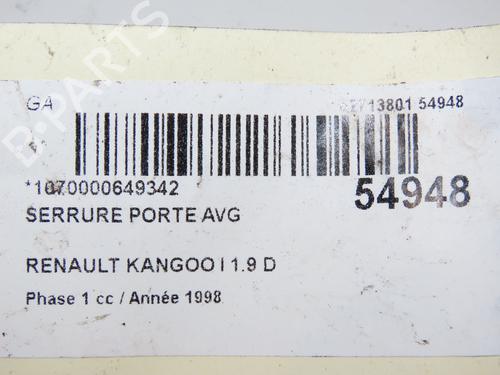 GA
13801 54948
*1070000649342
54948
SERRURE PORTE AVG
RENAULT KANGOO I 1.9 D
Phase 1 cc / Année 1998